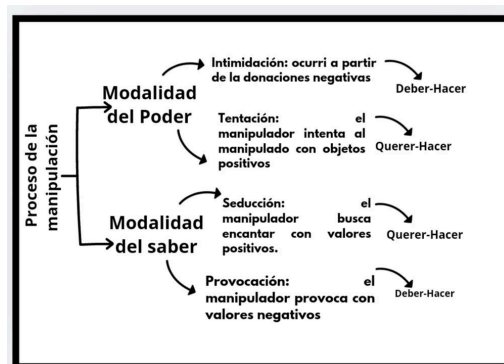 Proceso de la
manipulación
Modalidad
del Poder
Intimidación: ocurri a partir
de la donaciones negativas
Deber-Hacer
Tentación: el
manipulador intenta al
manipulado con objetos
positivos
Querer-Hacer
Modalidad
del saber
Seducción: el
manipulador busca
encantar con valores
positivos.
Querer-Hacer
Provocación: el
manipulador provoca con
valores negativos
Deber-Hacer